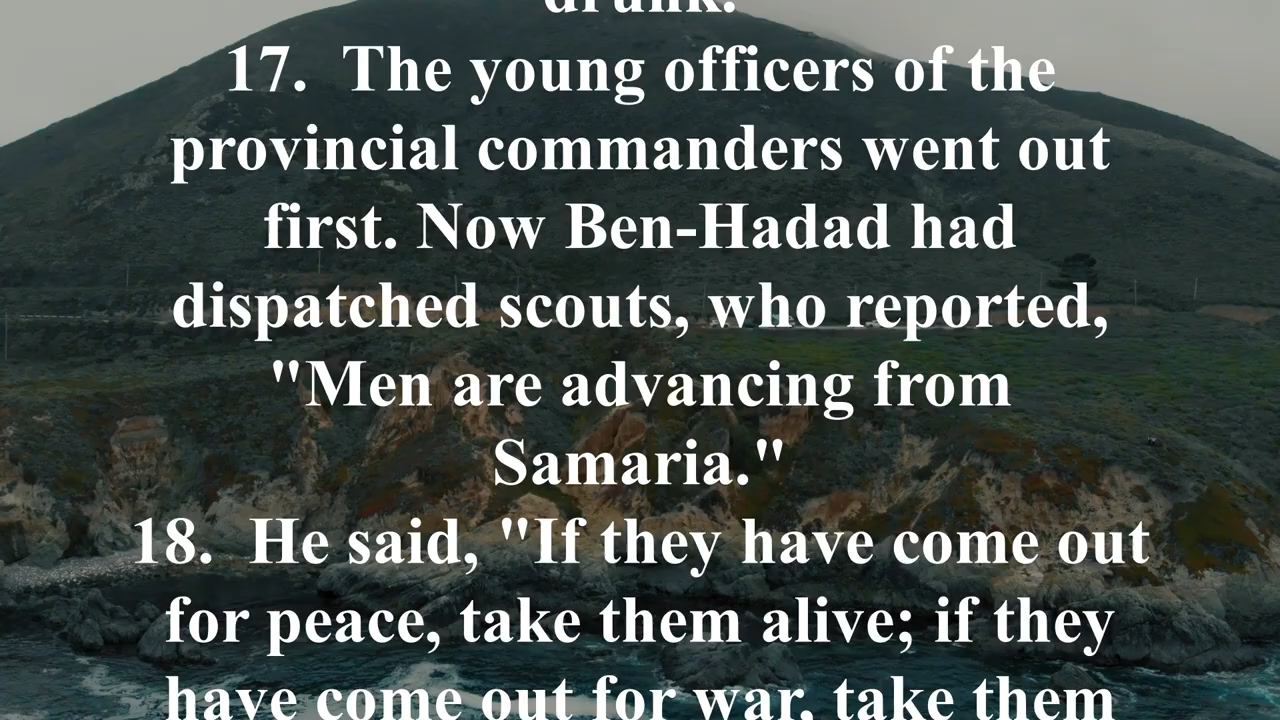 drunk.
17.  The young officers of the
provincial commanders went out
first. Now Ben-Hadad had
dispatched scouts, who reported,
"Men are advancing from
Samaria."
18.  He said, "If they have come out
for peace, take them alive; if they
have come out for war, take them